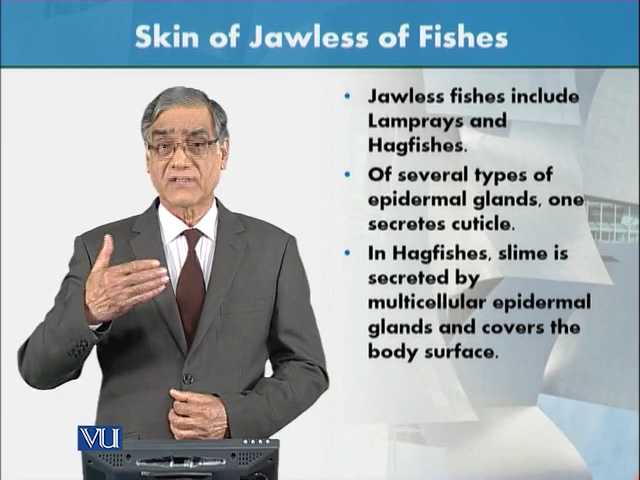 Skin of Jawless of Fishes
• Jawless fishes include
Lamprays and
Hagfishes.
• Of several types of
epidermal glands, one
secretes cuticle.
• In Hagfishes, slime is
secreted by
multicellular epidermal
glands and covers the
body surface.
VU